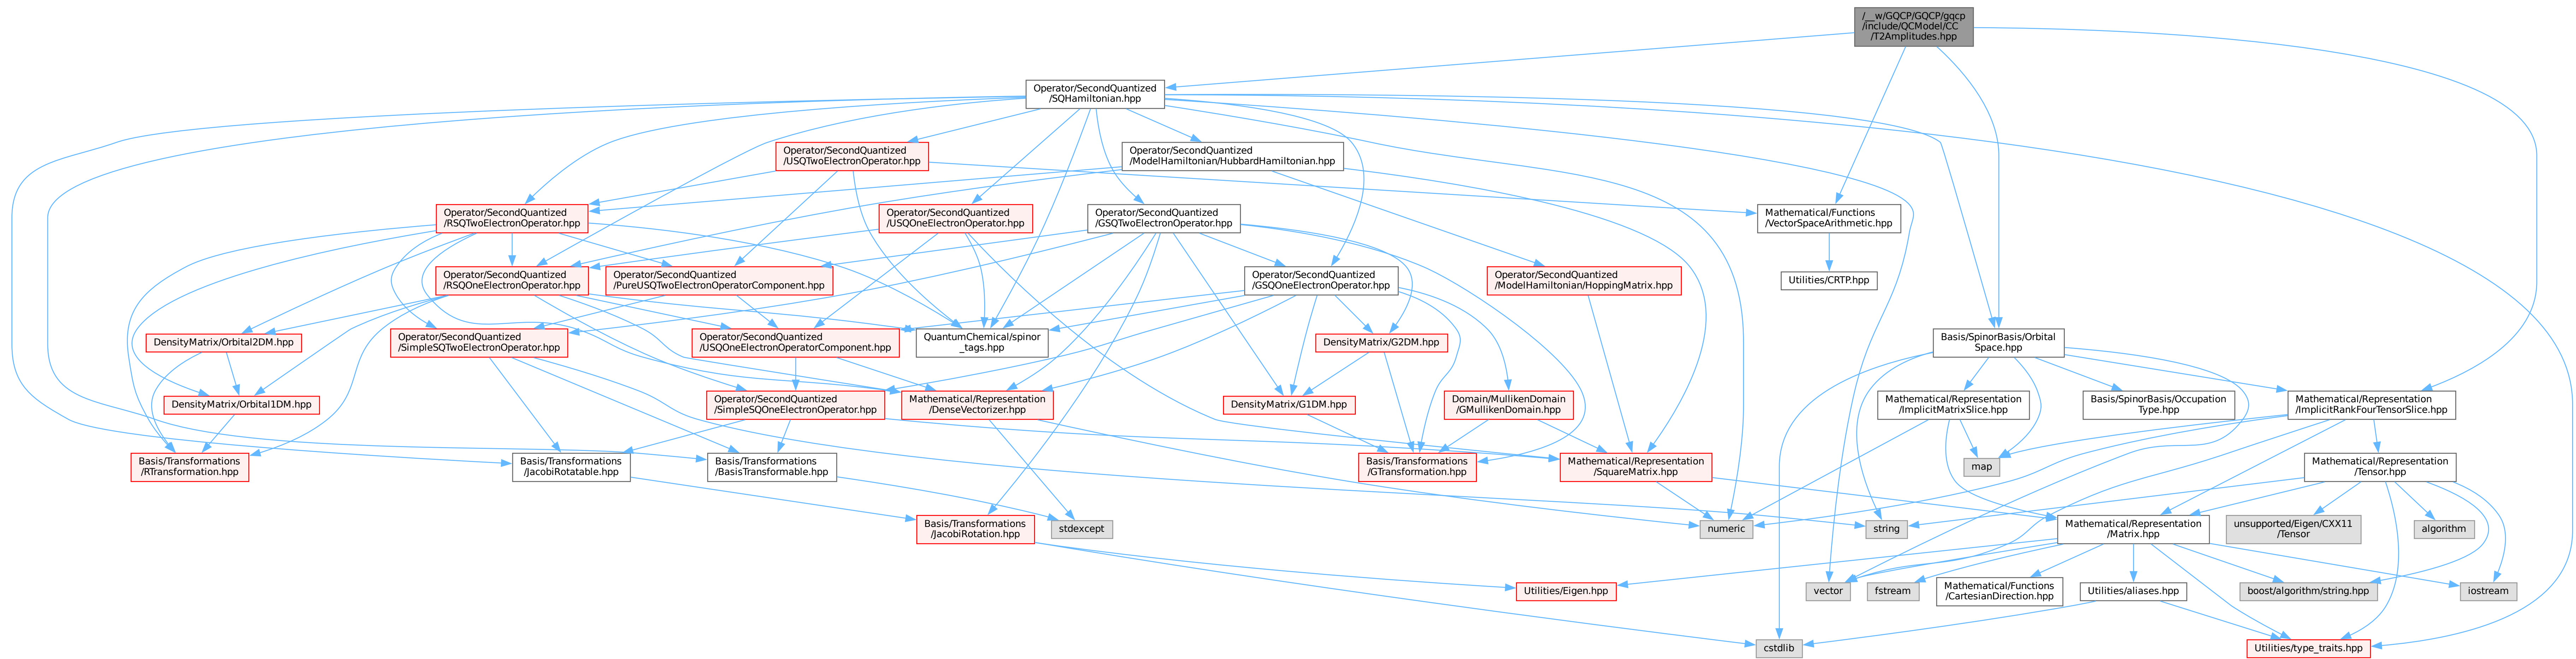 /__w/GQCP/GQCP/gqcp
/include/QCModel/CC
/T2Amplitudes.hpp
Operator/SecondQuantized
/SQHamiltonian.hpp
Operator/SecondQuantized
/USQTwoElectronOperator.hpp
Operator/SecondQuantized
/ModelHamiltonian/HubbardHamiltonian.hpp
Operator/SecondQuantized
/RSQTwoElectronOperator.hpp
Operator/SecondQuantized
/USQOneElectronOperator.hpp
Operator/SecondQuantized
/GSQTwoElectronOperator.hpp
Mathematical/Functions
/VectorSpaceArithmetic.hpp
Operator/SecondQuantized
/RSQOneElectronOperator.hpp
Operator/SecondQuantized
/PureUSQTwoElectronOperatorComponent.hpp
Operator/SecondQuantized
/GSQOneElectronOperator.hpp
Operator/SecondQuantized
/ModelHamiltonian/HoppingMatrix.hpp
Utilities/CRTP.hpp
DensityMatrix/Orbital2DM.hpp
Operator/SecondQuantized
/SimpleSQTwoElectronOperator.hpp
Operator/SecondQuantized
/USQOneElectronOperatorComponent.hpp
QuantumChemical/spinor
_tags.hpp
DensityMatrix/G2DM.hpp
Basis/SpinorBasis/Orbital
Space.hpp
DensityMatrix/Orbital1DM.hpp
Operator/SecondQuantized
/SimpleSQOneElectronOperator.hpp
Mathematical/Representation
/DenseVectorizer.hpp
DensityMatrix/G1DM.hpp
Domain/MullikenDomain
/GMullikenDomain.hpp
Mathematical/Representation
/ImplicitMatrixSlice.hpp
Basis/SpinorBasis/Occupation
Type.hpp
Mathematical/Representation
/ImplicitRankFourTensorSlice.hpp
Basis/Transformations
/RTransformation.hpp
Basis/Transformations
/JacobiRotatable.hpp
Basis/Transformations
/BasisTransformable.hpp
Basis/Transformations
/GTransformation.hpp
Mathematical/Representation
/SquareMatrix.hpp
map
Mathematical/Representation
/Tensor.hpp
Basis/Transformations
/JacobiRotation.hpp
stdexcept
numeric
string
Mathematical/Representation
/Matrix.hpp
unsupported/Eigen/CXX11
/Tensor
algorithm
Utilities/Eigen.hpp
vector
fstream
Mathematical/Functions
/CartesianDirection.hpp
Utilities/aliases.hpp
boost/algorithm/string.hpp
iostream
cstdlib
Utilities/type_traits.hpp